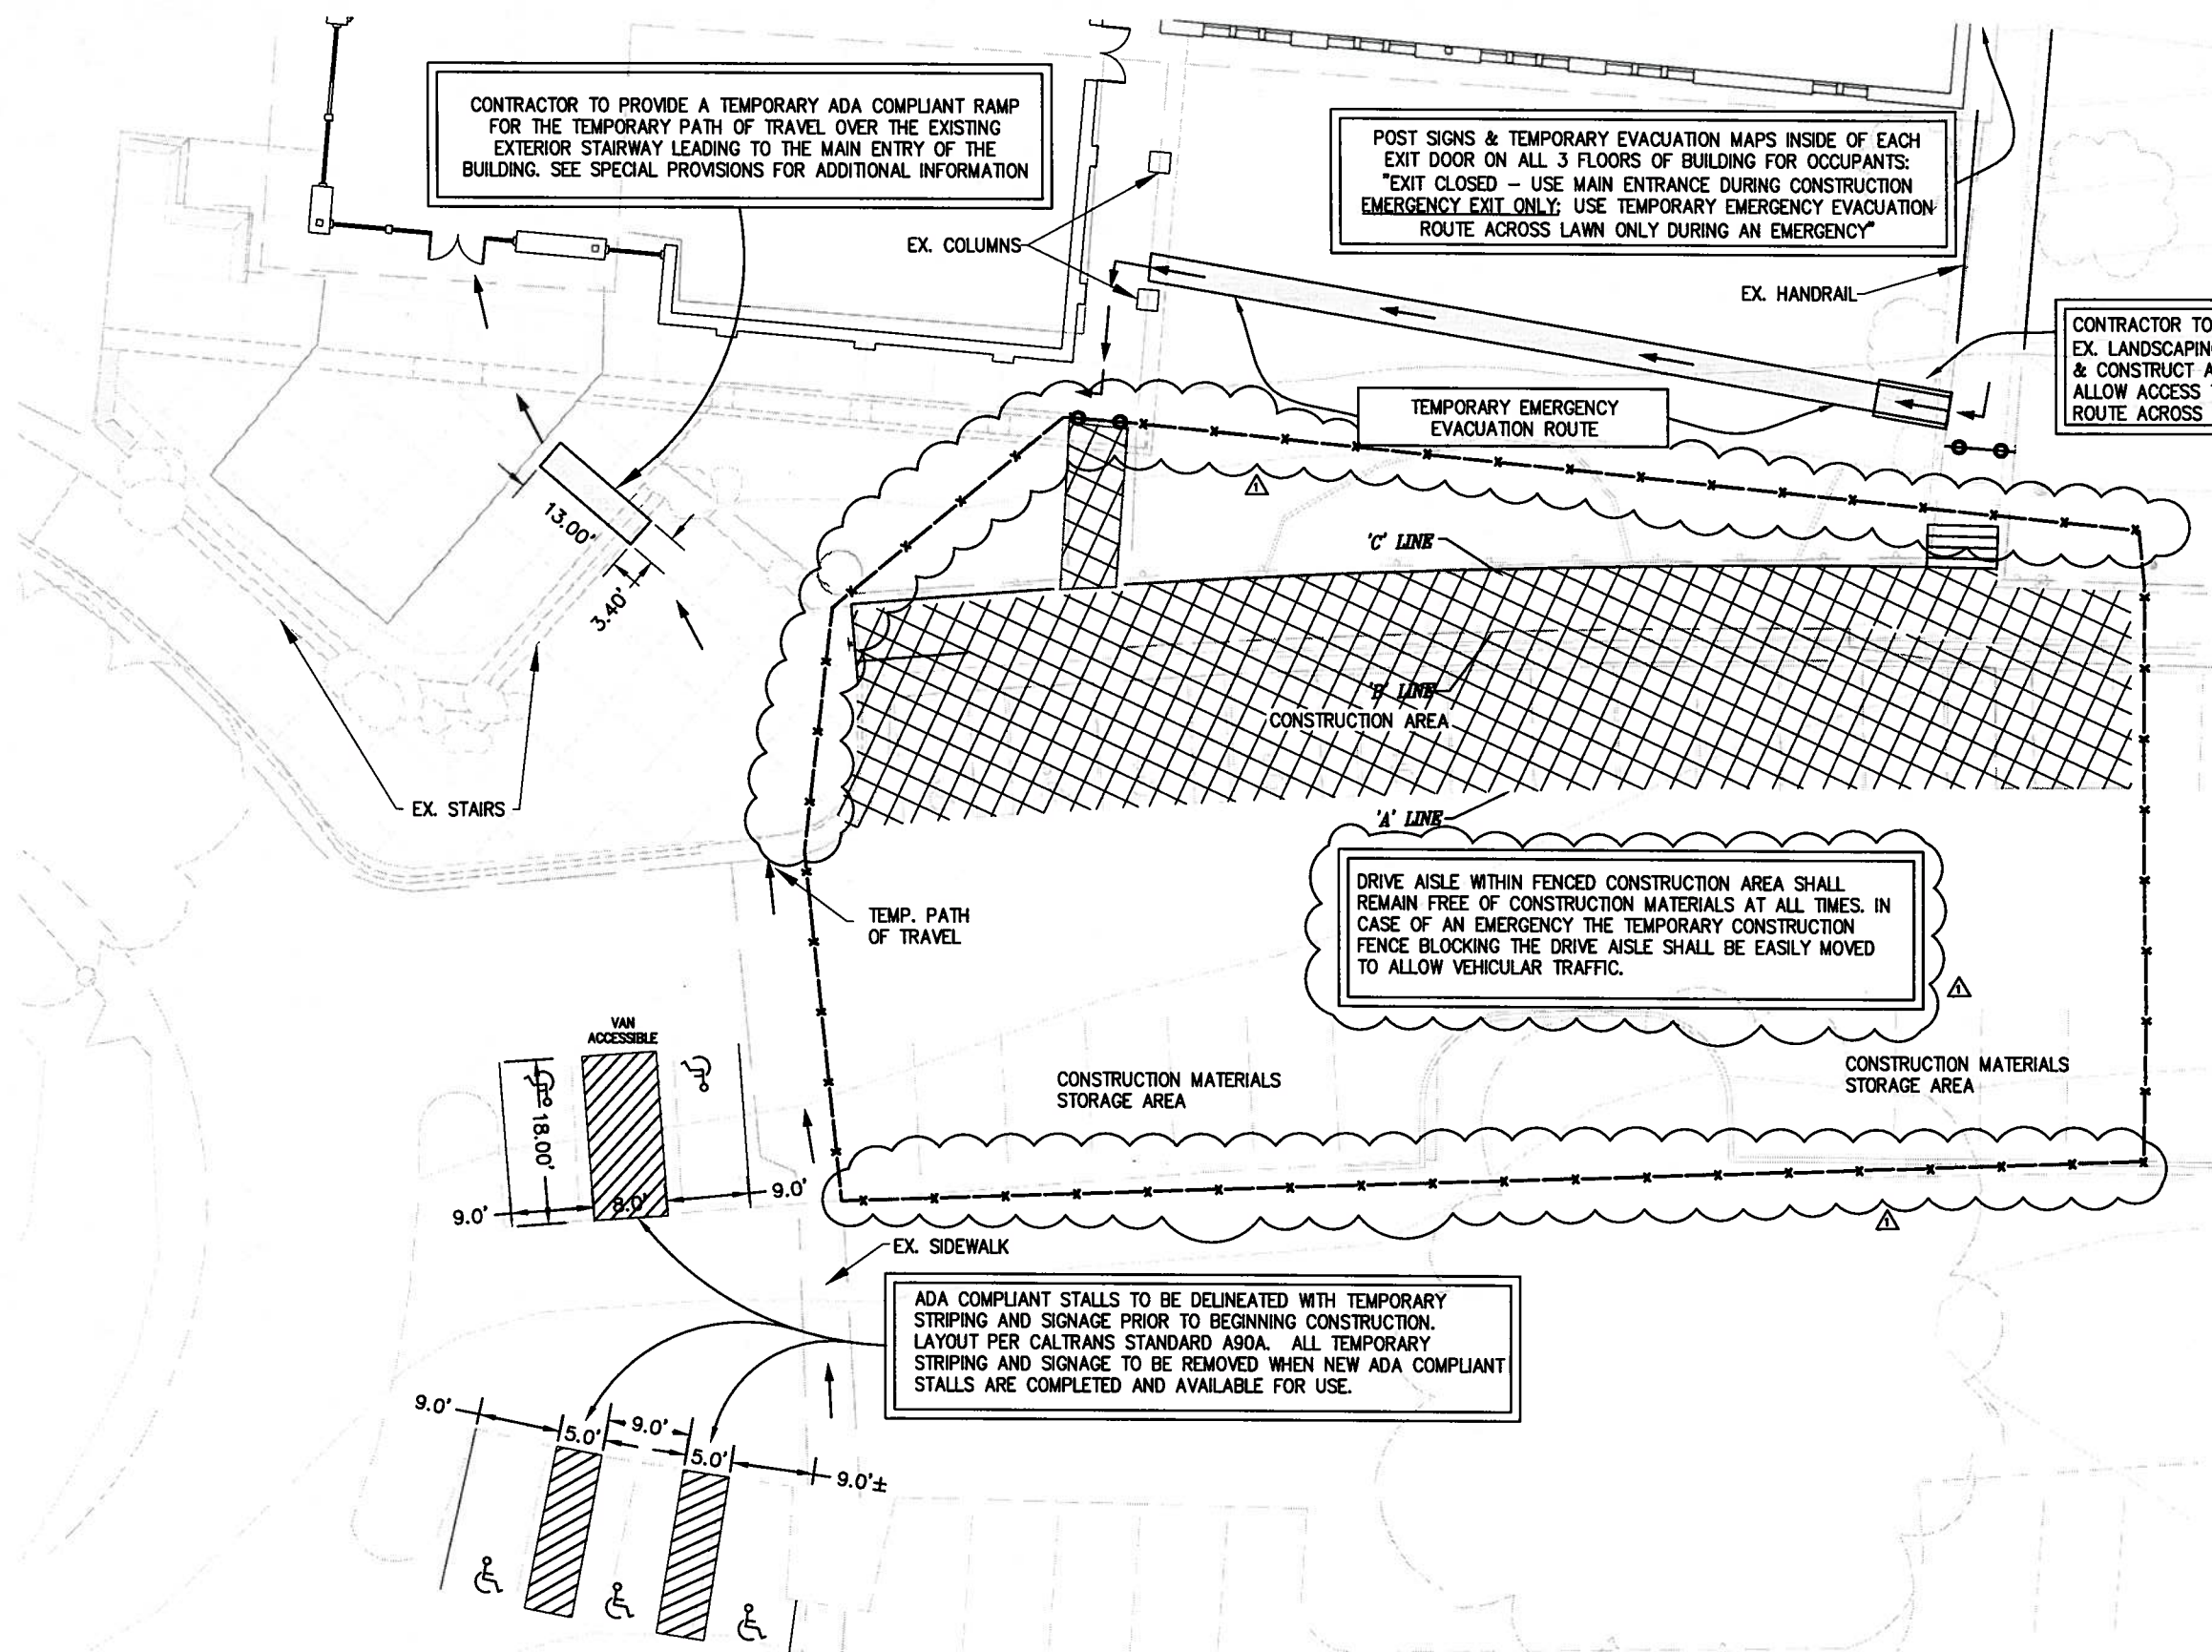 CONTRACTOR TO PROVIDE A TEMPORARY ADA COMPLIANT RAMP
FOR THE TEMPORARY PATH OF TRAVEL OVER THE EXISTING
EXTERIOR STAIRWAY LEADING TO THE MAIN ENTRY OF THE
BUILDING. SEE SPECIAL PROVISIONS FOR ADDITIONAL INFORMATION
POST SIGNS & TEMPORARY EVACUATION MAPS INSIDE OF EACH
EXIT DOOR ON ALL 3 FLOORS OF BUILDING FOR OCCUPANTS:
"EXIT CLOSED – USE MAIN ENTRANCE DURING CONSTRUCTION
EMERGENCY EXIT ONLY; USE TEMPORARY EMERGENCY EVACUATION
ROUTE ACROSS LAWN ONLY DURING AN EMERGENCY"
EX. COLUMNS
EX. HANDRAIL
CONTRACTOR TO
EX. LANDSCAPING
& CONSTRUCT A
ALLOW ACCESS
ROUTE ACROSS
TEMPORARY EMERGENCY
EVACUATION ROUTE
1
13.00'
3.40'
'C' LINE
'B' LINE
CONSTRUCTION AREA
EX. STAIRS
'A' LINE
DRIVE AISLE WITHIN FENCED CONSTRUCTION AREA SHALL
REMAIN FREE OF CONSTRUCTION MATERIALS AT ALL TIMES. IN
CASE OF AN EMERGENCY THE TEMPORARY CONSTRUCTION
FENCE BLOCKING THE DRIVE AISLE SHALL BE EASILY MOVED
TO ALLOW VEHICULAR TRAFFIC.
1
TEMP. PATH
OF TRAVEL
VAN
ACCESSIBLE
18.00'
9.0'
8.0'
9.0'
CONSTRUCTION MATERIALS
STORAGE AREA
CONSTRUCTION MATERIALS
STORAGE AREA
1
EX. SIDEWALK
ADA COMPLIANT STALLS TO BE DELINEATED WITH TEMPORARY
STRIPING AND SIGNAGE PRIOR TO BEGINNING CONSTRUCTION.
LAYOUT PER CALTRANS STANDARD A90A. ALL TEMPORARY
STRIPING AND SIGNAGE TO BE REMOVED WHEN NEW ADA COMPLIANT
STALLS ARE COMPLETED AND AVAILABLE FOR USE.
9.0'
5.0'
9.0'
5.0'
9.0'±